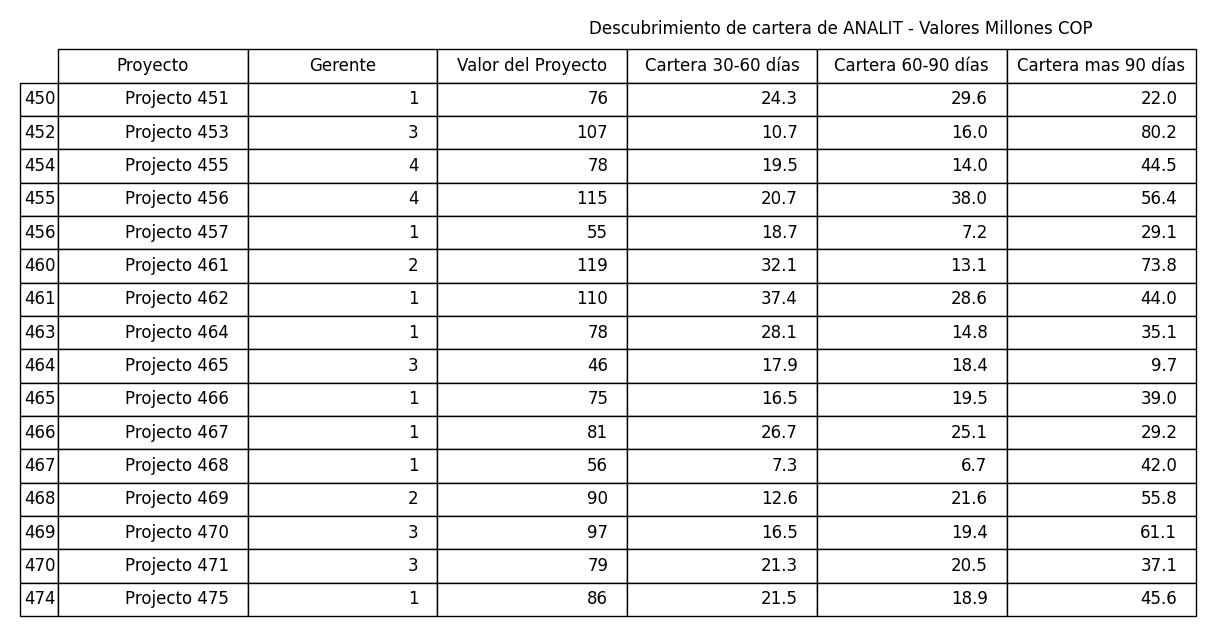 Descubrimiento de cartera de ANALIT - Valores Millones COP
Proyecto Gerente Valor del Proyecto Cartera 30-60 días Cartera 60-90 días Cartera mas 90 días
450 Projecto 451 1 76 24.3 29.6 22.0
452 Projecto 453 3 107 10.7 16.0 80.2
454 Projecto 455 4 78 19.5 14.0 44.5
455 Projecto 456 4 115 20.7 38.0 56.4
456 Projecto 457 1 55 18.7 7.2 29.1
460 Projecto 461 2 119 32.1 13.1 73.8
461 Projecto 462 1 110 37.4 28.6 44.0
463 Projecto 464 1 78 28.1 14.8 35.1
464 Projecto 465 3 46 17.9 18.4 9.7
465 Projecto 466 1 75 16.5 19.5 39.0
466 Projecto 467 1 81 26.7 25.1 29.2
467 Projecto 468 1 56 7.3 6.7 42.0
468 Projecto 469 2 90 12.6 21.6 55.8
469 Projecto 470 3 97 16.5 19.4 61.1
470 Projecto 471 3 79 21.3 20.5 37.1
474 Projecto 475 1 86 21.5 18.9 45.6